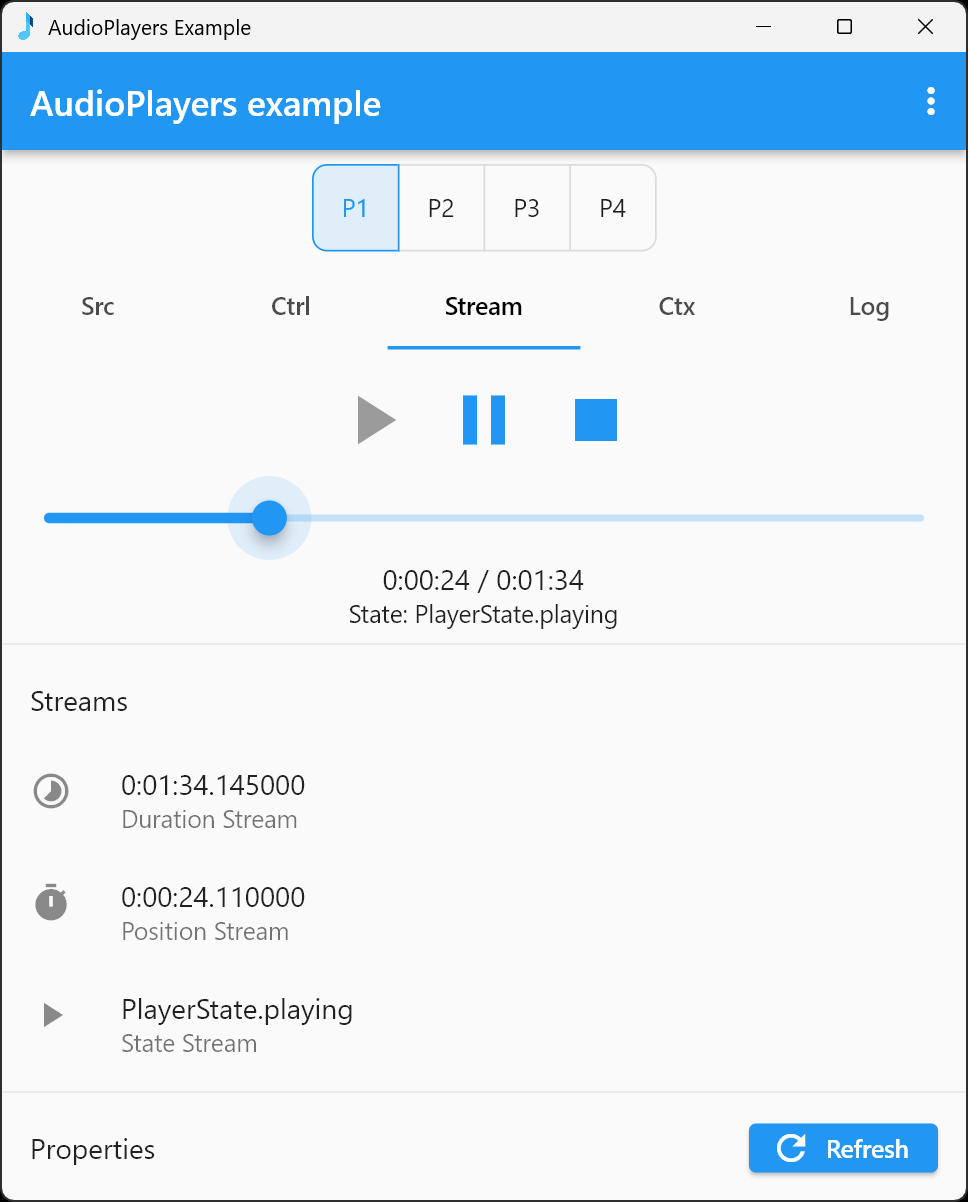 AudioPlayers Example
AudioPlayers example
P1 P2 P3 P4
Src Ctrl Stream Ctx Log
0:00:24 / 0:01:34
State: PlayerState.playing
Streams
0:01:34.145000
Duration Stream
0:00:24.110000
Position Stream
PlayerState.playing
State Stream
Properties Refresh